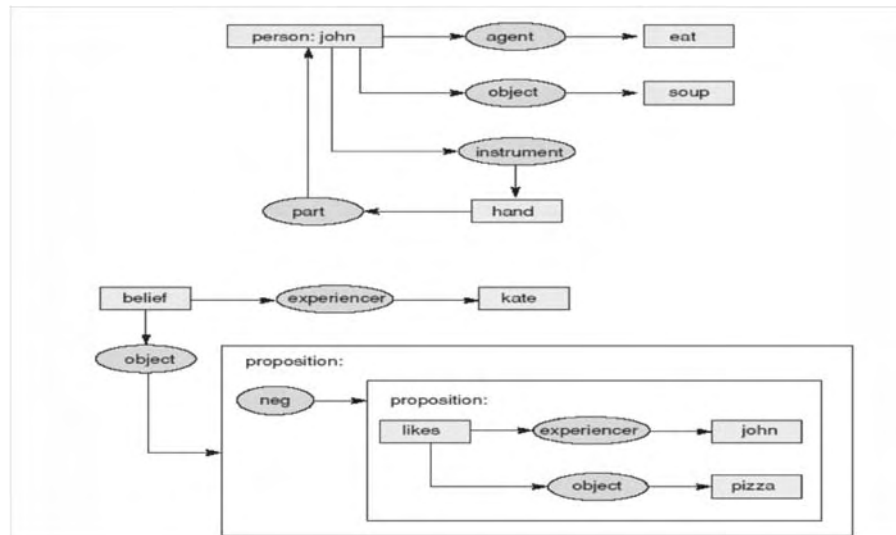 person: john agent eat
object soup
instrument
part hand
belief experiencer kate
object
proposition:
neg
proposition:
likes experiencer john
object pizza